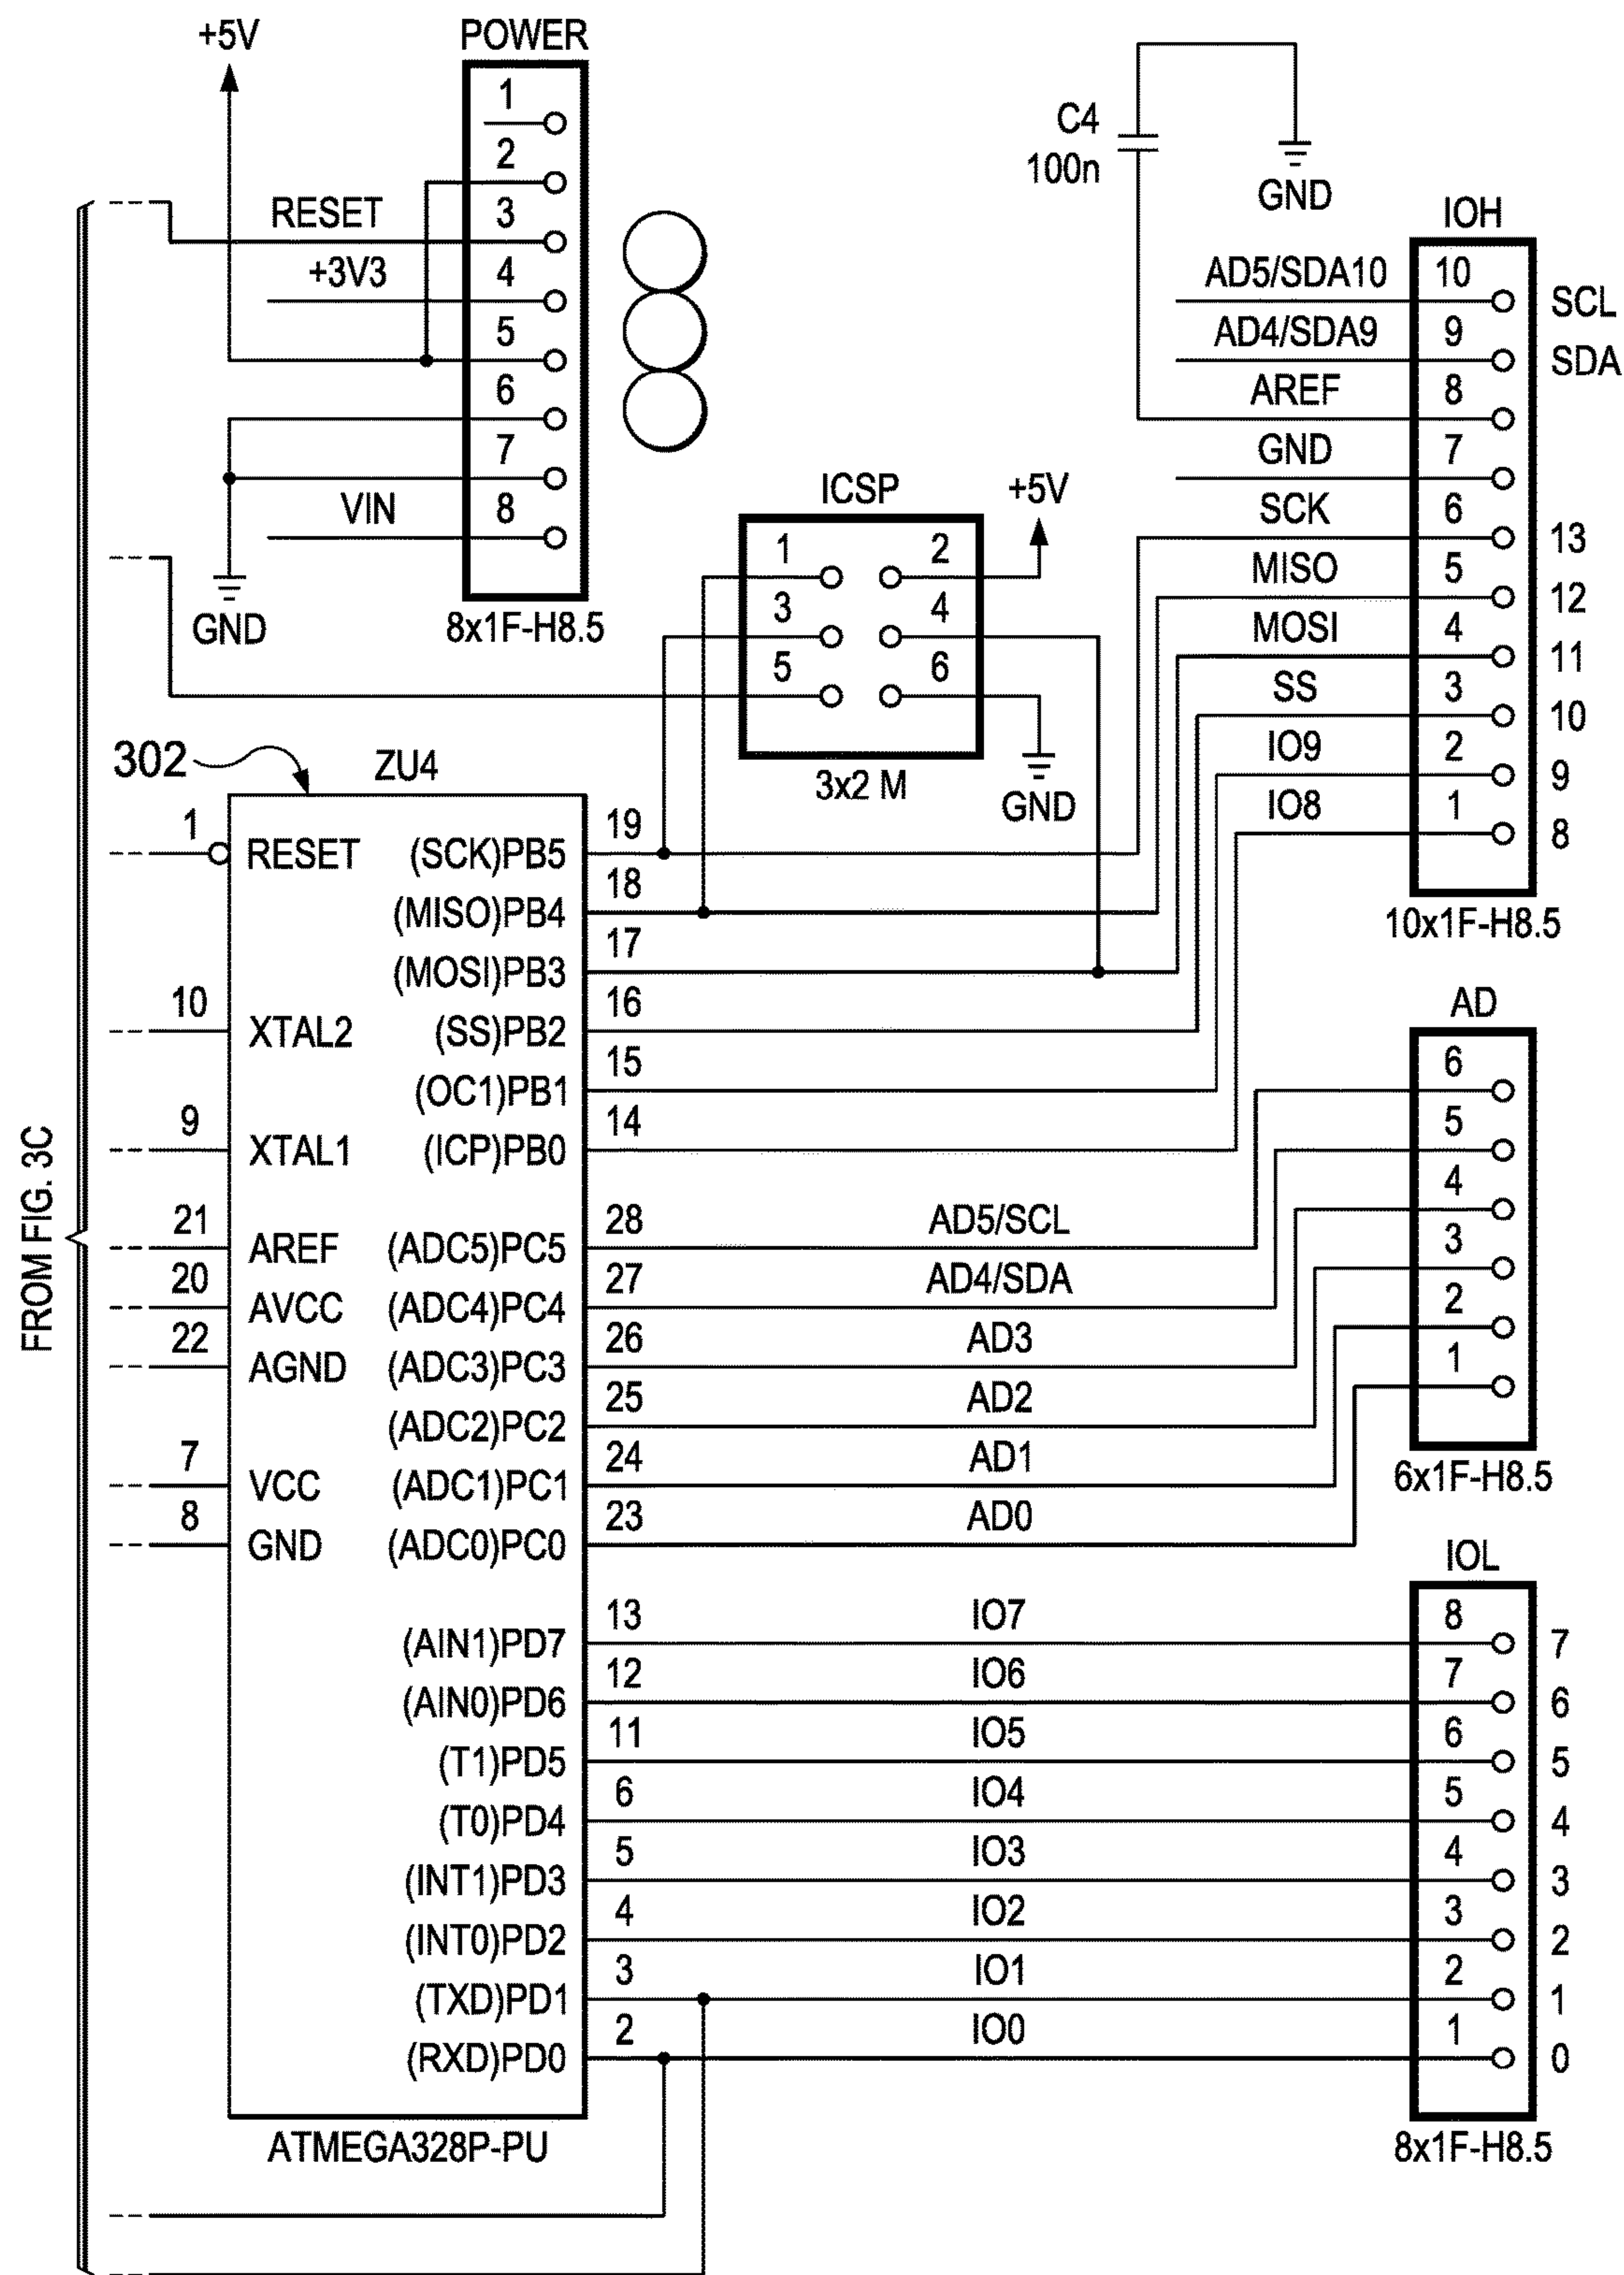 +5V
POWER
1
2
RESET 3
+3V3 4
5
6
7
VIN 8
GND
8x1F-H8.5
C4
100n
GND
IOH
AD5/SDA10 10 SCL
AD4/SDA9 9 SDA
AREF 8
GND 7
SCK 6 13
MISO 5 12
MOSI 4 11
SS 3 10
IO9 2 9
IO8 1 8
10x1F-H8.5
ICSP
+5V
1 2
3 4
5 6
3x2 M
GND
302
ZU4
1 RESET (SCK)PB5 19
(MISO)PB4 18
(MOSI)PB3 17
10 XTAL2 (SS)PB2 16
(OC1)PB1 15
9 XTAL1 (ICP)PB0 14
21 AREF (ADC5)PC5 28 AD5/SCL
20 AVCC (ADC4)PC4 27 AD4/SDA
22 AGND (ADC3)PC3 26 AD3
(ADC2)PC2 25 AD2
7 VCC (ADC1)PC1 24 AD1
8 GND (ADC0)PC0 23 AD0
AD
6
5
4
3
2
1
6x1F-H8.5
IOL
(AIN1)PD7 13 IO7 8 7
(AIN0)PD6 12 IO6 7 6
(T1)PD5 11 IO5 6 5
(T0)PD4 6 IO4 5 4
(INT1)PD3 5 IO3 4 3
(INT0)PD2 4 IO2 3 2
(TXD)PD1 3 IO1 2 1
(RXD)PD0 2 IO0 1 0
ATMEGA328P-PU
8x1F-H8.5
FROM FIG. 3C